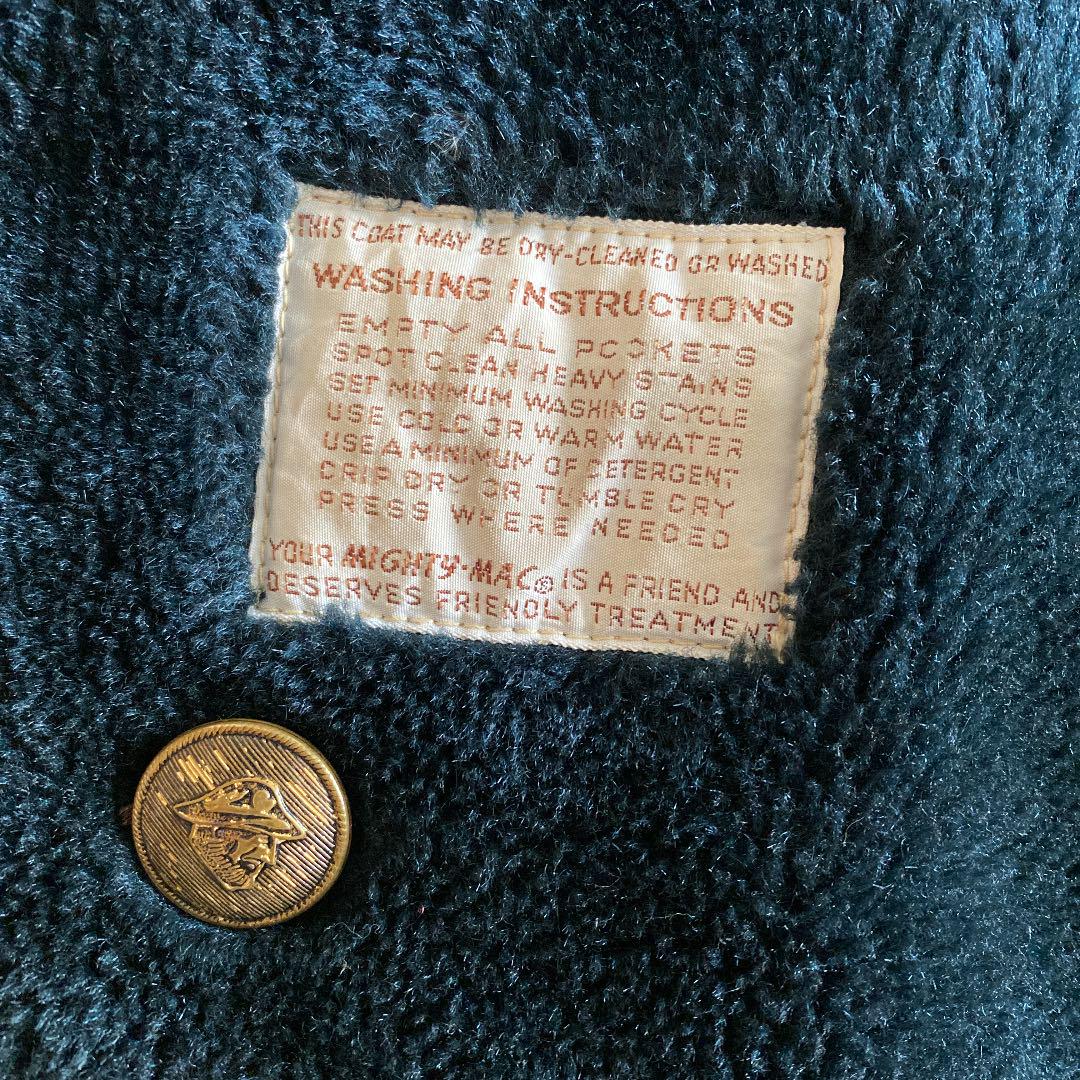 THIS COAT MAY BE DRY-CLEANED OR WASHED
WASHING INSTRUCTIONS
EMPTY ALL POCKETS
SPOT CLEAN HEAVY STAINS
SET MINIMUM WASHING CYCLE
USE COLD OR WARM WATER
USE A MINIMUM OF DETERGENT
DRIP DRY OR TUMBLE DRY
PRESS WHERE NEEDED
YOUR MIGHTY-MAC® IS A FRIEND AND
DESERVES FRIENDLY TREATMENT